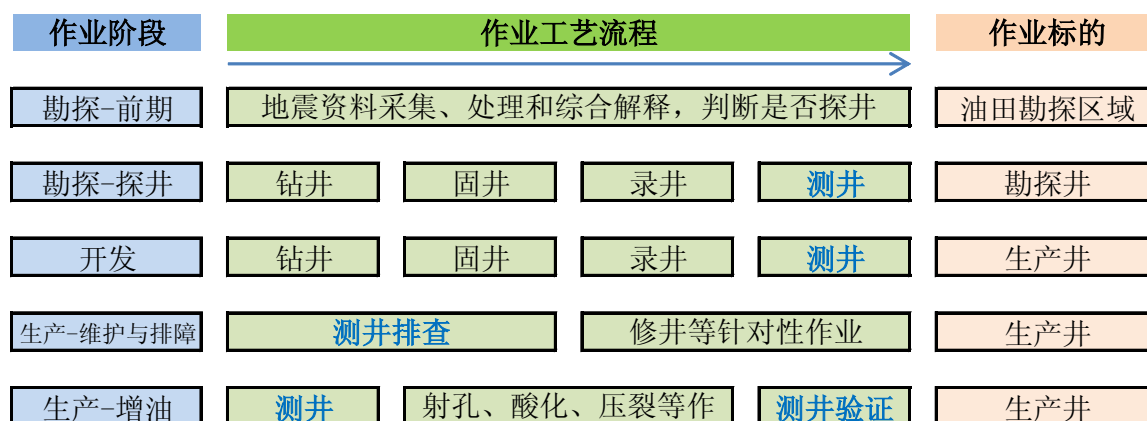 作业阶段 作业工艺流程 作业标的
勘探-前期 地震资料采集、处理和综合解释，判断是否探井 油田勘探区域
勘探-探井 钻井 固井 录井 测井 勘探井
开发 钻井 固井 录井 测井 生产井
生产-维护与排障 测井排查 修井等针对性作业 生产井
生产-增油 测井 射孔、酸化、压裂等作 测井验证 生产井